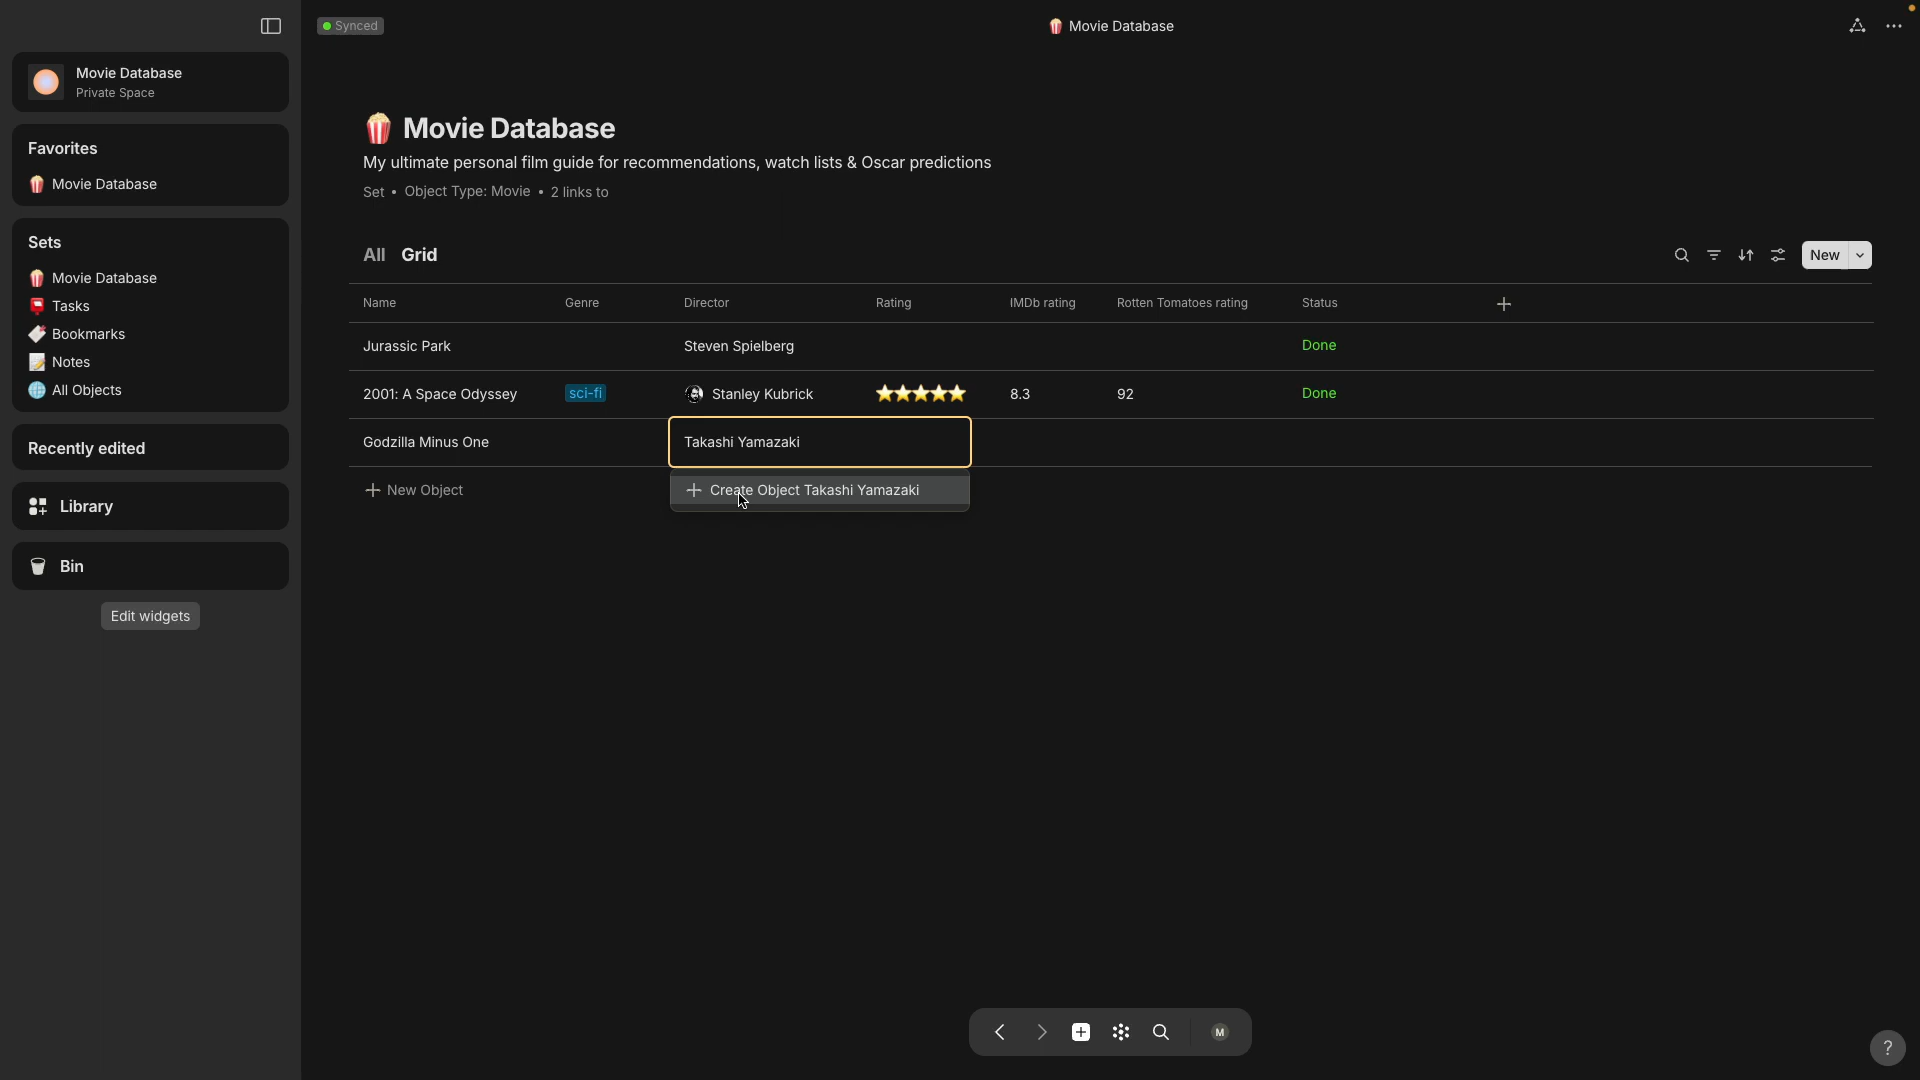 Synced
Movie Database
Movie Database
Private Space
Favorites
Movie Database
Sets
Movie Database
Tasks
Bookmarks
Notes
All Objects
Recently edited
Library
Bin
Edit widgets
Movie Database
My ultimate personal film guide for recommendations, watch lists & Oscar predictions
Set • Object Type: Movie • 2 links to
All Grid
New
Name Genre Director Rating IMDb rating Rotten Tomatoes rating Status
Jurassic Park Steven Spielberg Done
2001: A Space Odyssey sci-fi Stanley Kubrick 8.3 92 Done
Godzilla Minus One Takashi Yamazaki
New Object
Create Object Takashi Yamazaki
M
?